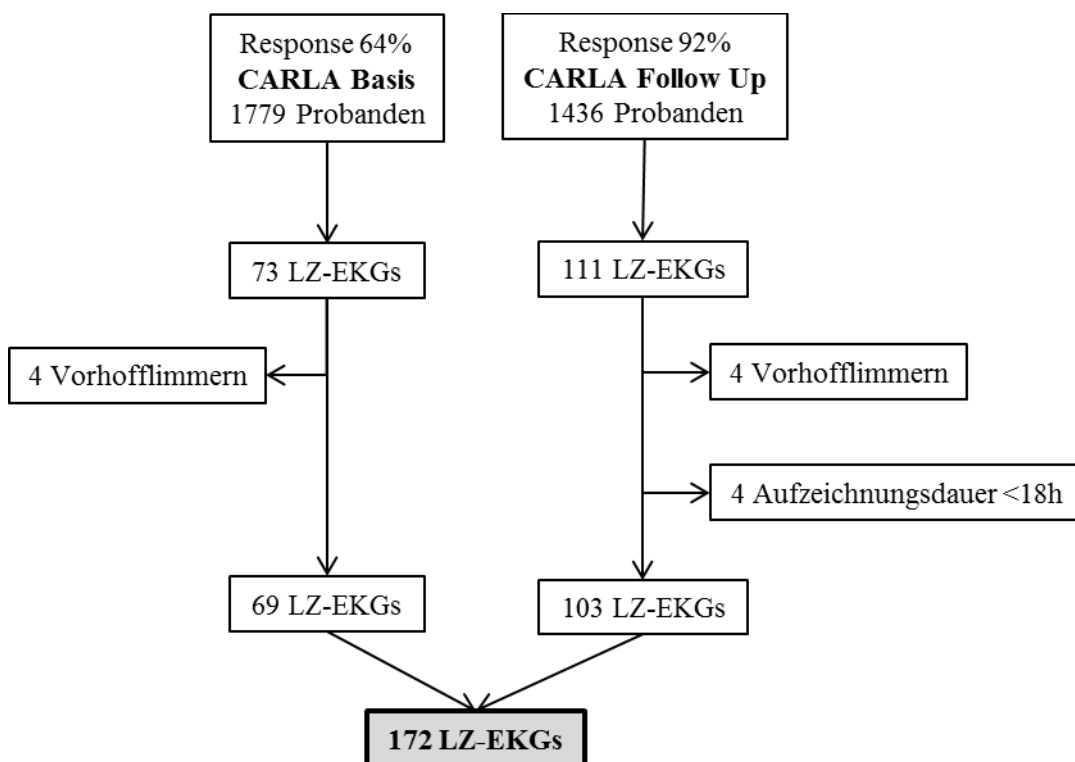 Response 64%
CARLA Basis
1779 Probanden
Response 92%
CARLA Follow Up
1436 Probanden
73 LZ-EKGs
111 LZ-EKGs
4 Vorhofflimmern
4 Vorhofflimmern
4 Aufzeichnungsdauer <18h
69 LZ-EKGs
103 LZ-EKGs
172 LZ-EKGs